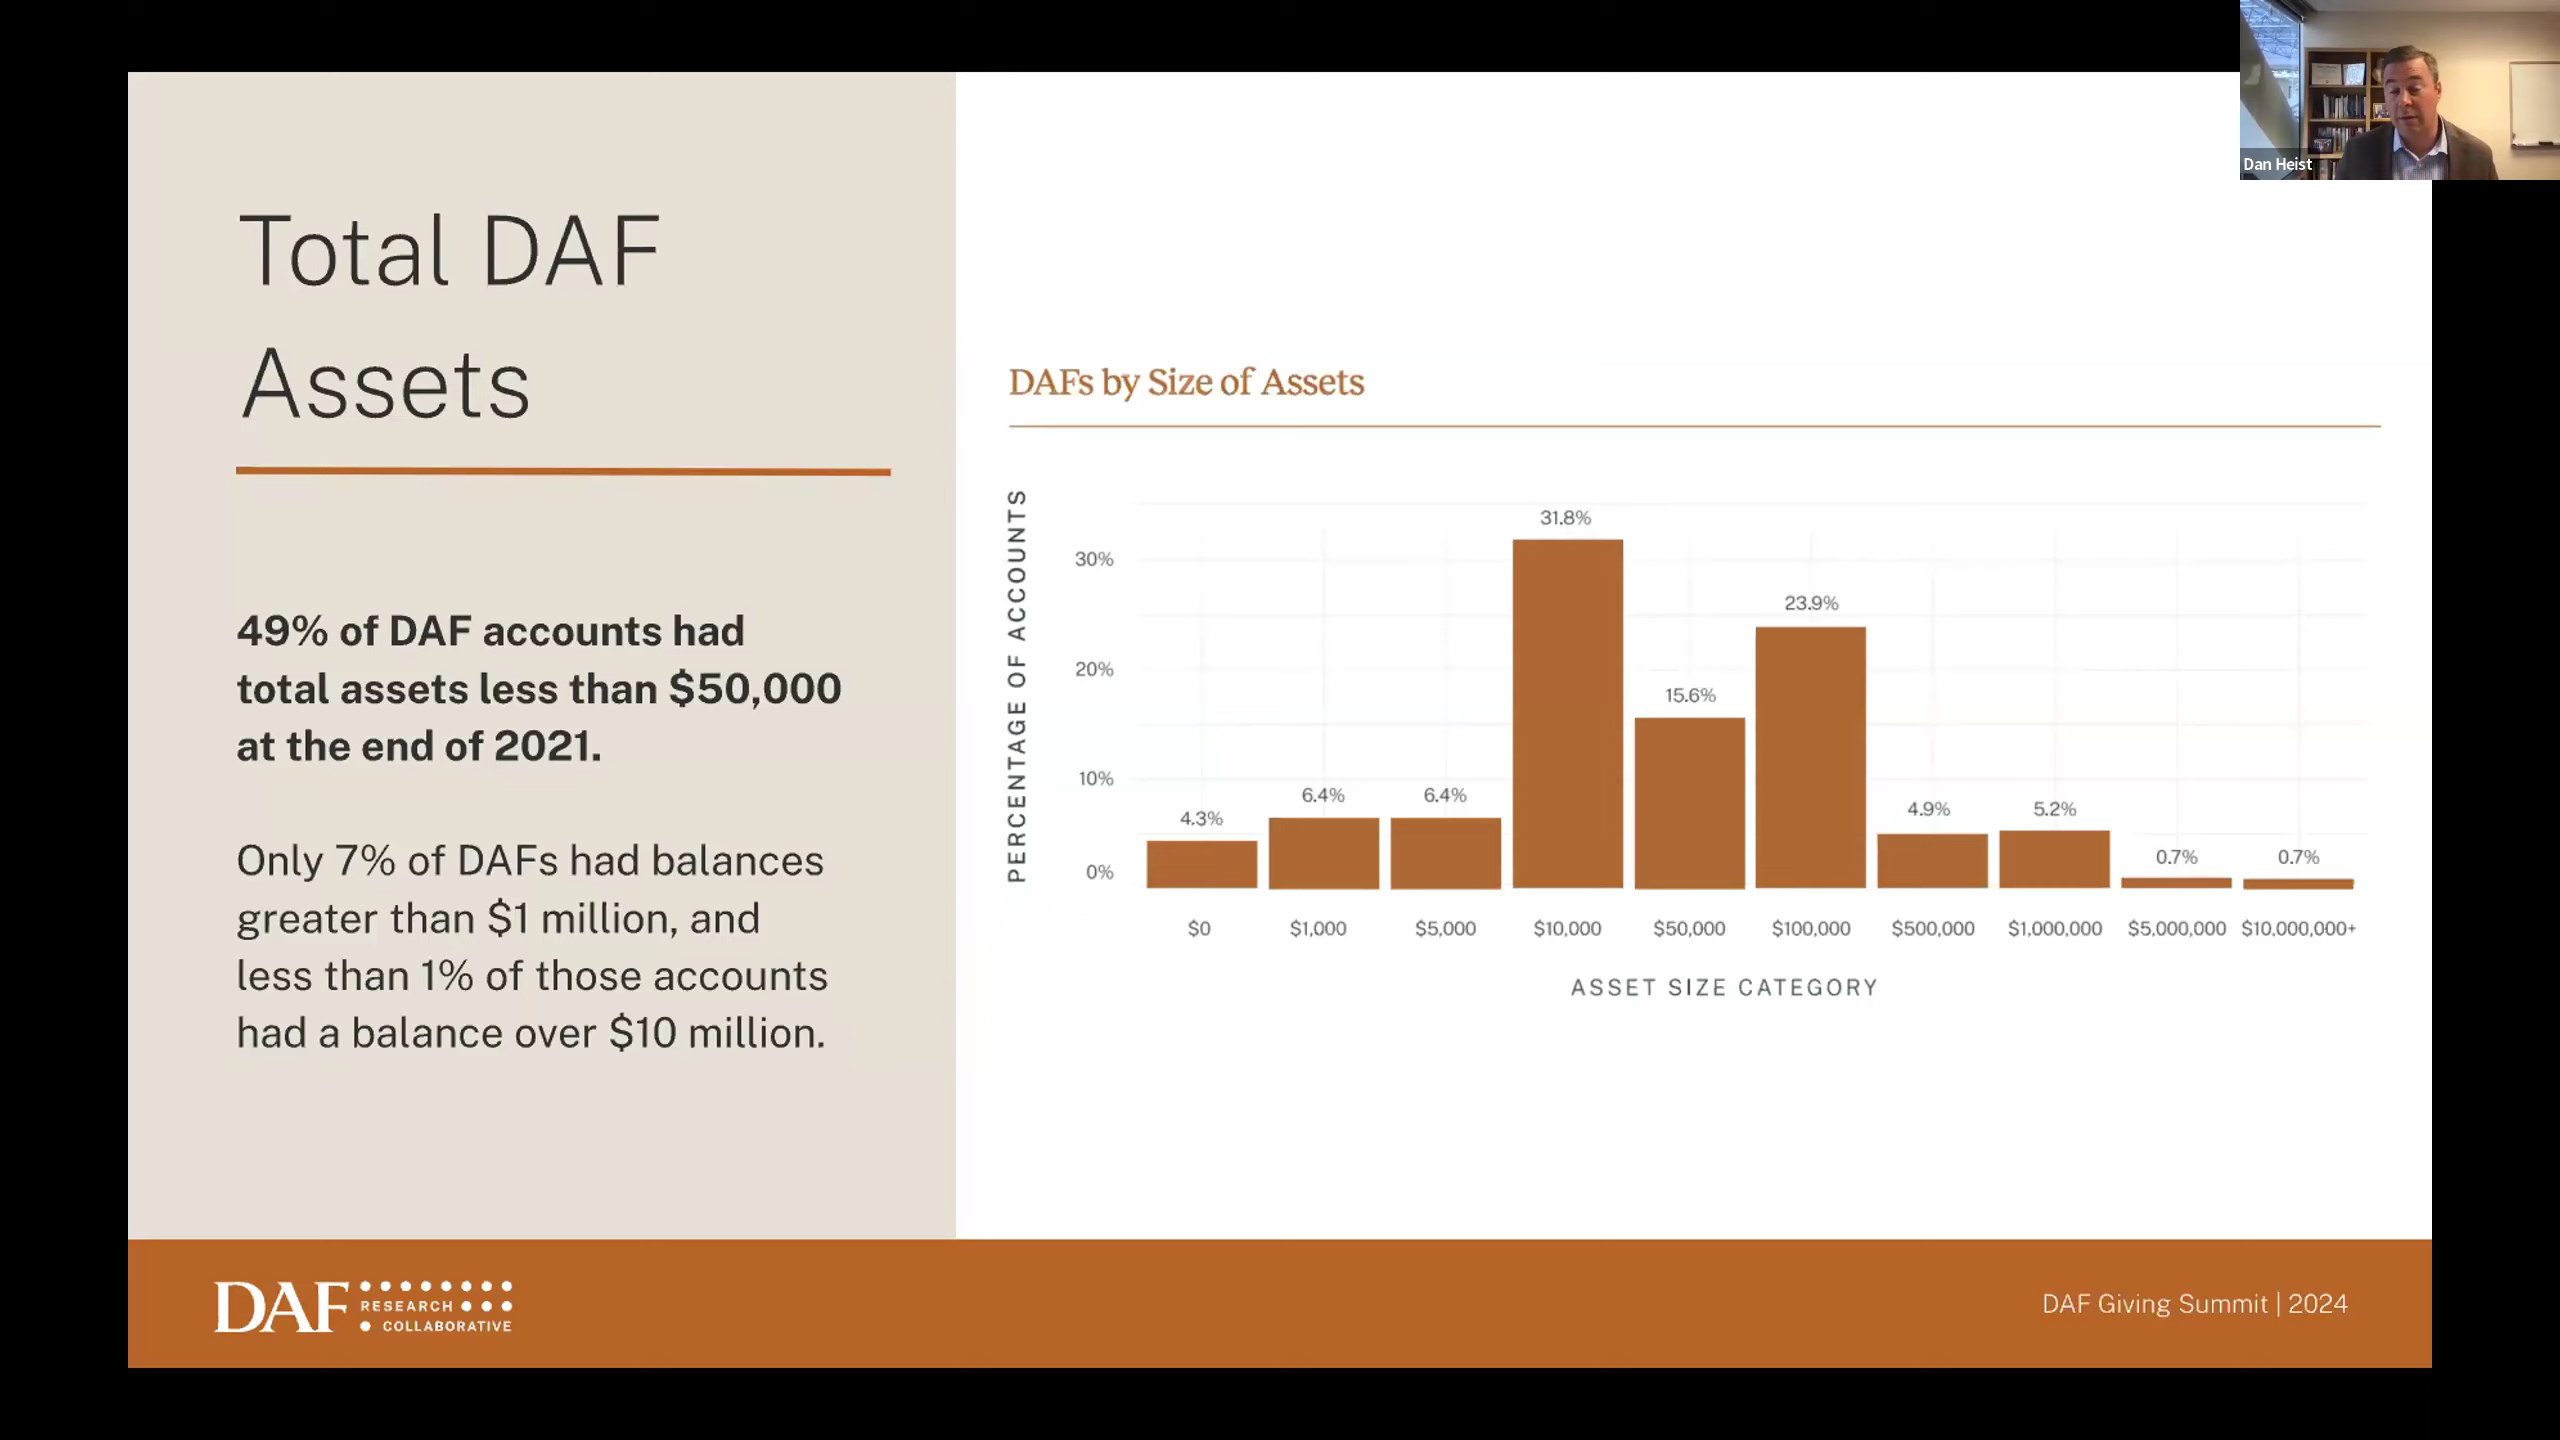 Dan Heist
Total DAF
Assets
49% of DAF accounts had
total assets less than $50,000
at the end of 2021.
Only 7% of DAFs had balances
greater than $1 million, and
less than 1% of those accounts
had a balance over $10 million.
DAFs by Size of Assets
PERCENTAGE OF ACCOUNTS
30%
20%
10%
0%
4.3%
6.4%
6.4%
31.8%
15.6%
23.9%
4.9%
5.2%
0.7%
0.7%
$0 $1,000 $5,000 $10,000 $50,000 $100,000 $500,000 $1,000,000 $5,000,000 $10,000,000+
ASSET SIZE CATEGORY
DAF RESEARCH
COLLABORATIVE
DAF Giving Summit | 2024